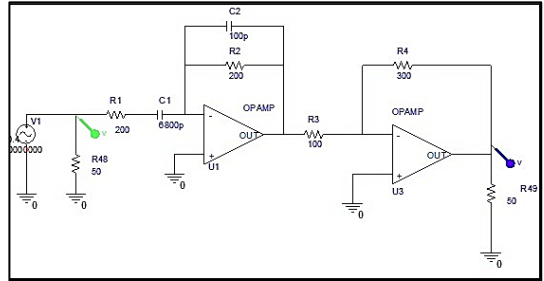 C2
100p
R2
200
R4
300
R1
200
C1
6800p
OPAMP
-
+
OUT
U1
R3
100
OPAMP
-
+
OUT
U3
V1
0000000
R48
50
V
V
R49
50
0
0
0
0
0